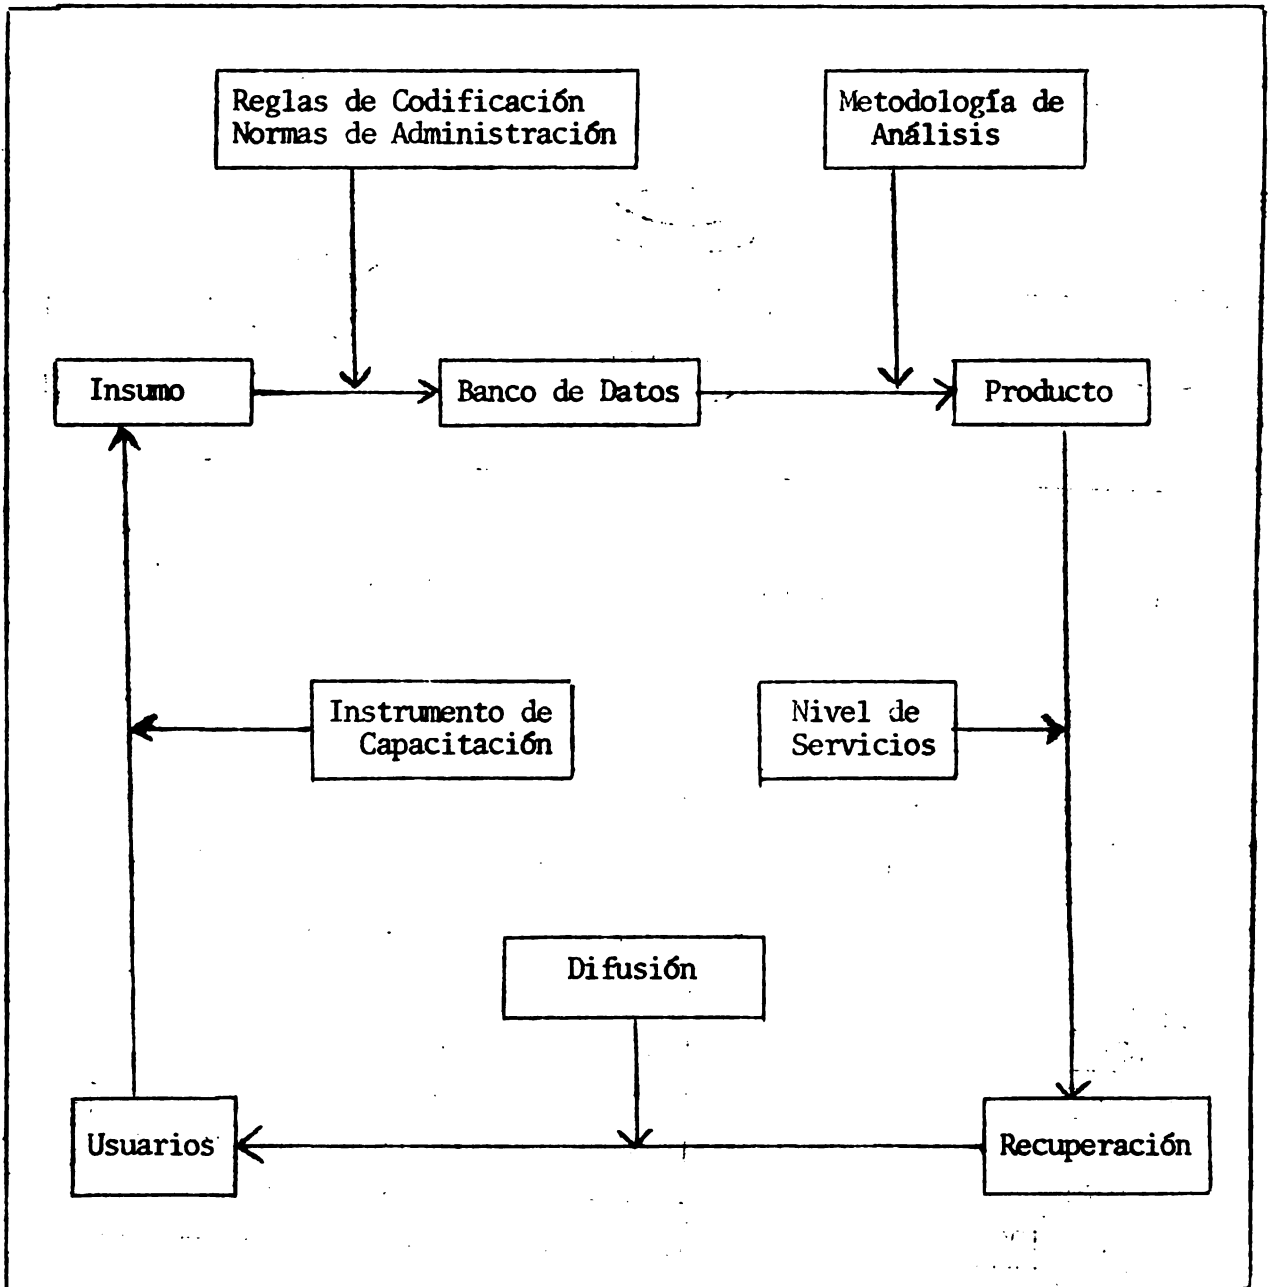 Reglas de Codificación
Normas de Administración
Metodología de
Análisis
Insumo
Banco de Datos
Producto
Instrumento de
Capacitación
Nivel de
Servicios
Difusión
Usuarios
Recuperación